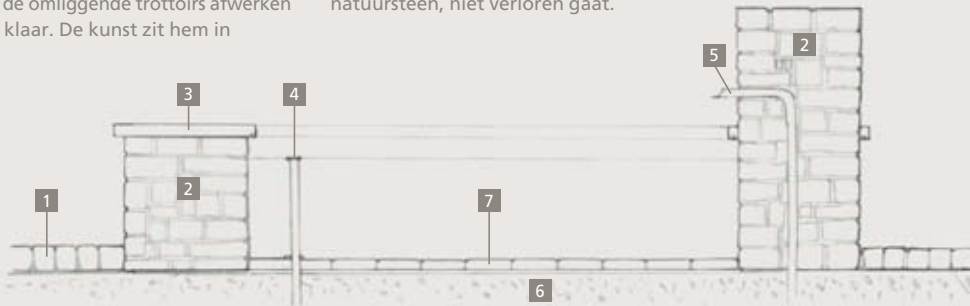 de omliggende trottoirs afwerken
klaar. De kunst zit hem in
natuursteen, niet verloren gaat.
2
5
3
4
2
1
7
6